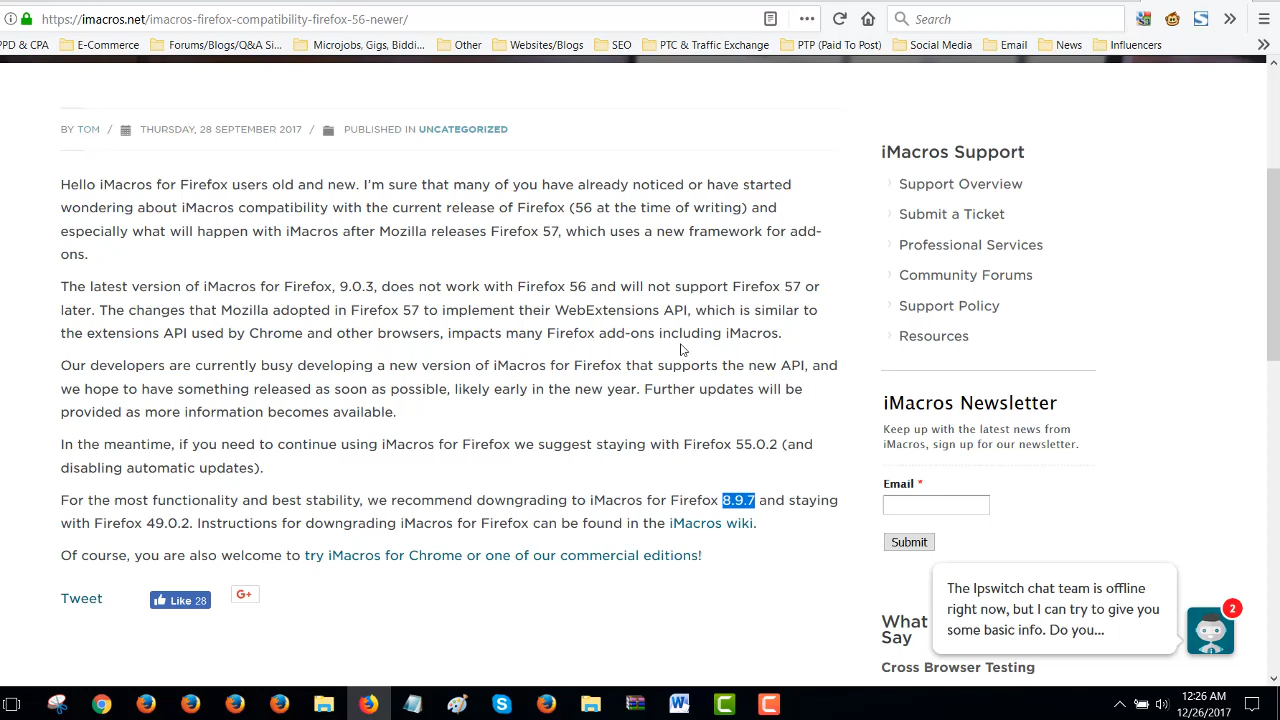 https://imacros.net/imacros-firefox-compatibility-firefox-56-newer/
Search
PD & CPA
E-Commerce
Forums/Blogs/Q&A Si...
Microjobs, Gigs, Biddi...
Other
Websites/Blogs
SEO
PTC & Traffic Exchange
PTP (Paid To Post)
Social Media
Email
News
Influencers
BY TOM / THURSDAY, 28 SEPTEMBER 2017 / PUBLISHED IN UNCATEGORIZED
Hello iMacros for Firefox users old and new. I'm sure that many of you have already noticed or have started
wondering about iMacros compatibility with the current release of Firefox (56 at the time of writing) and
especially what will happen with iMacros after Mozilla releases Firefox 57, which uses a new framework for add-
ons.
The latest version of iMacros for Firefox, 9.0.3, does not work with Firefox 56 and will not support Firefox 57 or
later. The changes that Mozilla adopted in Firefox 57 to implement their WebExtensions API, which is similar to
the extensions API used by Chrome and other browsers, impacts many Firefox add-ons including iMacros.
Our developers are currently busy developing a new version of iMacros for Firefox that supports the new API, and
we hope to have something released as soon as possible, likely early in the new year. Further updates will be
provided as more information becomes available.
In the meantime, if you need to continue using iMacros for Firefox we suggest staying with Firefox 55.0.2 (and
disabling automatic updates).
For the most functionality and best stability, we recommend downgrading to iMacros for Firefox 8.9.7 and staying
with Firefox 49.0.2. Instructions for downgrading iMacros for Firefox can be found in the iMacros wiki.
Of course, you are also welcome to try iMacros for Chrome or one of our commercial editions!
Tweet
Like 28
G+
iMacros Support
Support Overview
Submit a Ticket
Professional Services
Community Forums
Support Policy
Resources
iMacros Newsletter
Keep up with the latest news from
iMacros, sign up for our newsletter.
Email *
Submit
What
Say
Cross Browser Testing
The Ipswitch chat team is offline
right now, but I can try to give you
some basic info. Do you...
2
12:26 AM
12/26/2017